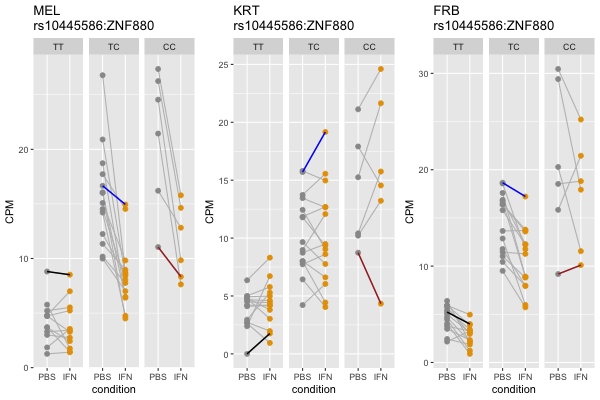 MEL
rs10445586:ZNF880
TT TC CC
CPM
20
10
0
PBS IFN PBS IFN PBS IFN
condition
KRT
rs10445586:ZNF880
TT TC CC
CPM
25
20
15
10
5
0
PBS IFN PBS IFN PBS IFN
condition
FRB
rs10445586:ZNF880
TT TC CC
CPM
30
20
10
0
PBS IFN PBS IFN PBS IFN
condition